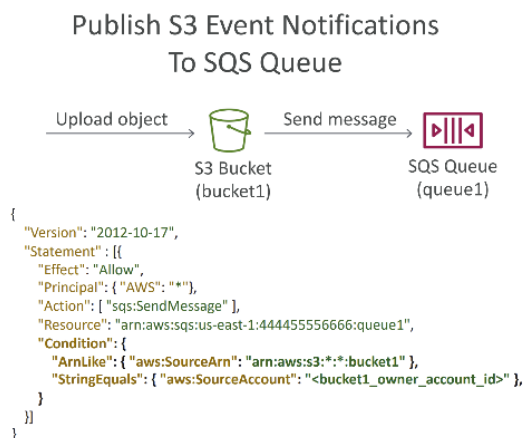 Publish S3 Event Notifications
To SQS Queue
Upload object
Send message
S3 Bucket
(bucket1)
SQS Queue
(queue1)
{
"Version": "2012-10-17",
"Statement" : [{
"Effect": "Allow",
"Principal": { "AWS": "*"},
"Action": [ "sqs:SendMessage" ],
"Resource": "arn:aws:sqs:us-east-1:444455556666:queue1",
"Condition": {
"ArnLike": { "aws:SourceArn": "arn:aws:s3:*:*:bucket1" },
"StringEquals": { "aws:SourceAccount": "<bucket1_owner_account_id>" },
}
}]
}